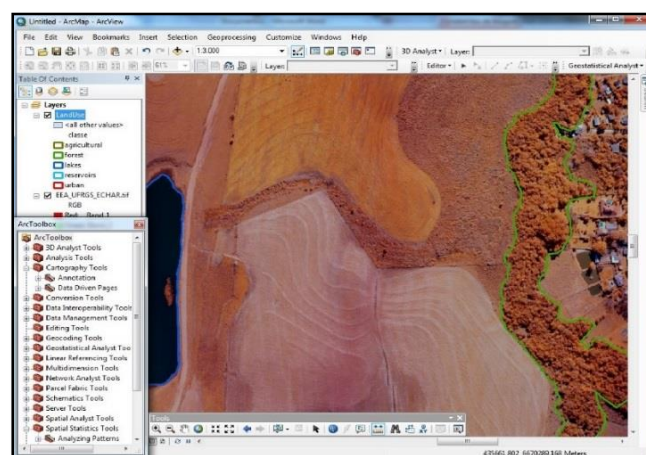 Untitled - ArcMap - ArcView
File Edit View Bookmarks Insert Selection Geoprocessing Customize Windows Help
1:3.000
3D Analyst Layer:
61% Layer: Editor Geostatistical Analyst
Table Of Contents
Layers
LandUse
<all other values>
classe
agricultural
forest
lakes
reservoirs
urban
EEA_UFRGS_ECHAR.tif
RGB
Red: Band_1
ArcToolbox
ArcToolbox
3D Analyst Tools
Analysis Tools
Cartography Tools
Annotation
Data Driven Pages
Conversion Tools
Data Interoperability Tools
Data Management Tools
Editing Tools
Geocoding Tools
Geostatistical Analyst Too
Linear Referencing Tools
Multidimension Tools
Network Analyst Tools
Parcel Fabric Tools
Schematics Tools
Server Tools
Spatial Analyst Tools
Spatial Statistics Tools
Analyzing Patterns
Tools
Meters